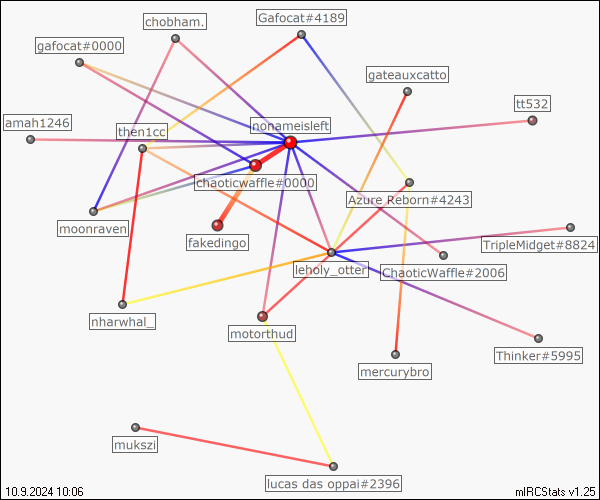 Gafocat#4189
chobham.
gafocat#0000
gateauxcatto
tt532
amah1246
nonameisleft
then1cc
chaoticwaffle#0000
Azure_Reborn#4243
moonraven
fakedingo
TripleMidget#8824
leholy_otter
ChaoticWaffle#2006
nharwhal_
motorthud
Thinker#5995
mercurybro
mukszi
lucas das oppai#2396
10.9.2024 10:06
mIRCStats v1.25